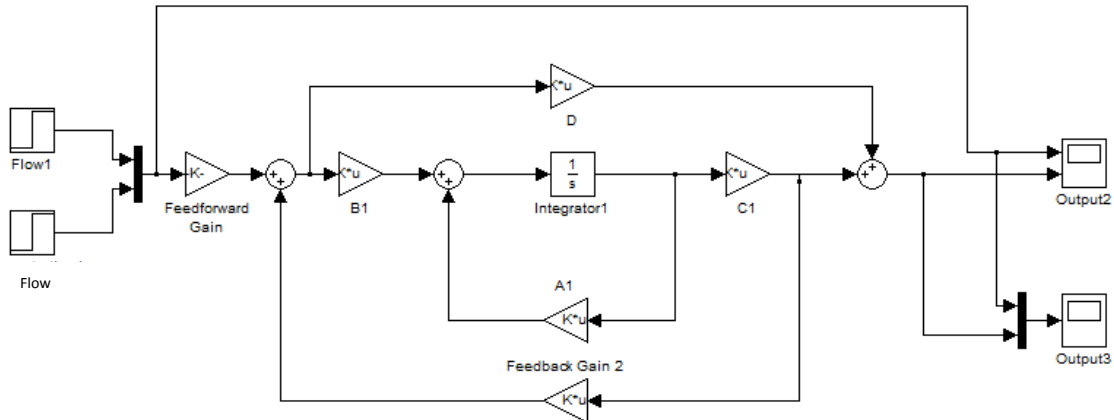 K*u
D
Flow1
K-
Feedforward
Gain
+
+
K*u
B1
+
+
1
s
Integrator1
K*u
C1
+
+
Output2
Flow
A1
K*u
Output3
Feedback Gain 2
K*u